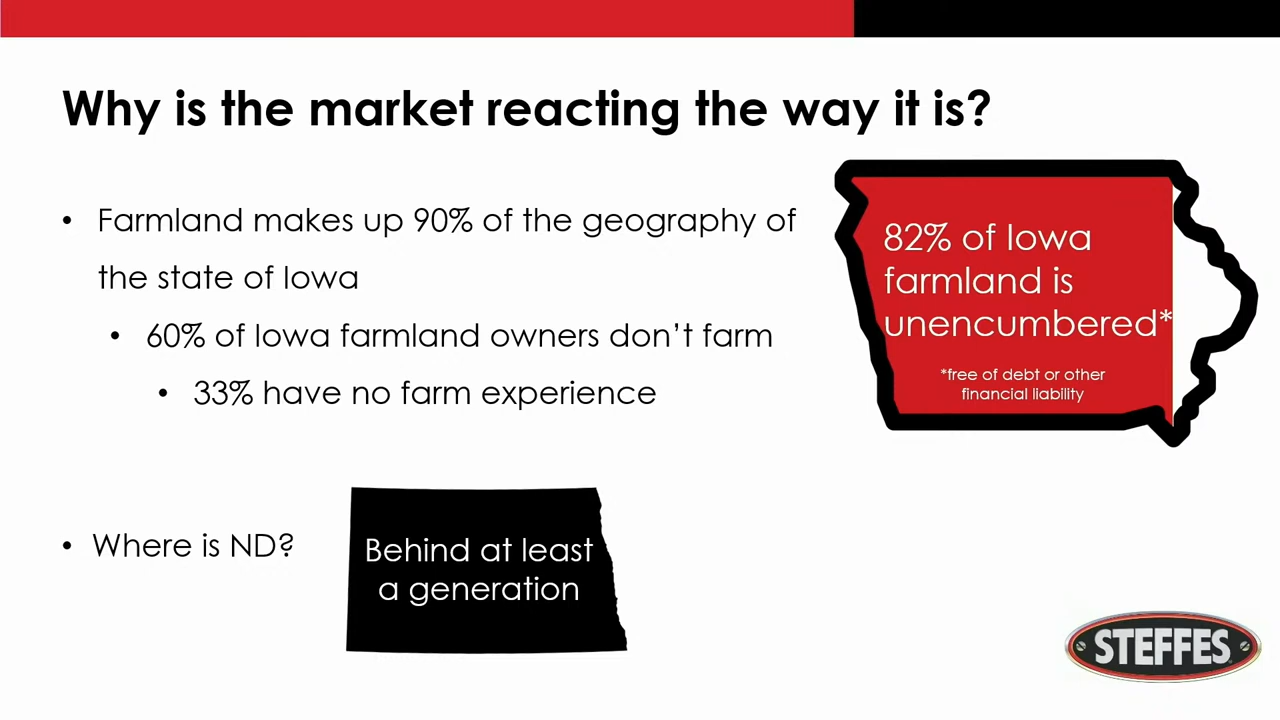 Why is the market reacting the way it is?
• Farmland makes up 90% of the geography of
the state of Iowa
• 60% of Iowa farmland owners don't farm
• 33% have no farm experience
82% of Iowa
farmland is
unencumbered*
*free of debt or other
financial liability
• Where is ND?
Behind at least
a generation
STEFFES